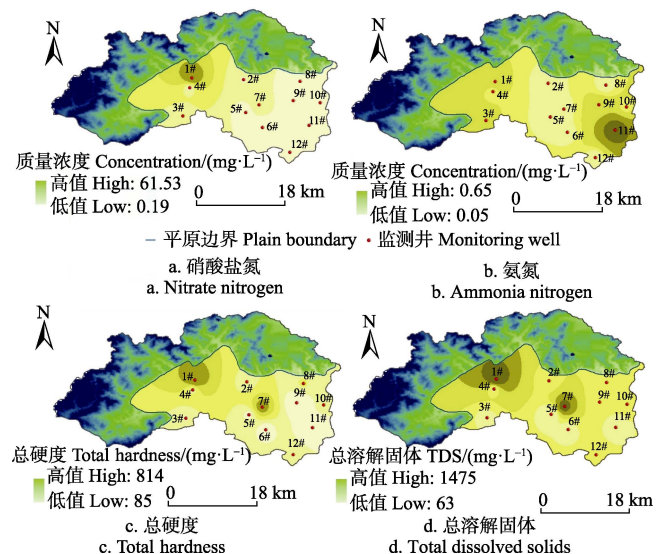 N
1#
2#
3#
4#
5#
6#
7#
8#
9#
10#
11#
12#
质量浓度 Concentration/(mg·L⁻¹)
高值 High: 61.53
低值 Low: 0.19
0 18 km
N
1#
2#
3#
4#
5#
6#
7#
8#
9#
10#
11#
12#
质量浓度 Concentration/(mg·L⁻¹)
高值 High: 0.65
低值 Low: 0.05
0 18 km
平原边界 Plain boundary 监测井 Monitoring well
a. 硝酸盐氮
a. Nitrate nitrogen
b. 氨氮
b. Ammonia nitrogen
N
1#
2#
3#
4#
5#
6#
7#
8#
9#
10#
11#
12#
总硬度 Total hardness/(mg·L⁻¹)
高值 High: 814
低值 Low: 85
0 18 km
c. 总硬度
c. Total hardness
N
1#
2#
3#
4#
5#
6#
7#
8#
9#
10#
11#
12#
总溶解固体 TDS/(mg·L⁻¹)
高值 High: 1475
低值 Low: 63
0 18 km
d. 总溶解固体
d. Total dissolved solids